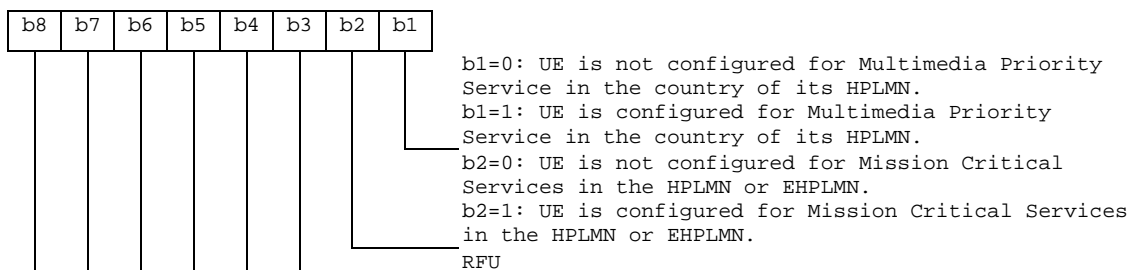 b8 b7 b6 b5 b4 b3 b2 b1
b1=0: UE is not configured for Multimedia Priority
Service in the country of its HPLMN.
b1=1: UE is configured for Multimedia Priority
Service in the country of its HPLMN.
b2=0: UE is not configured for Mission Critical
Services in the HPLMN or EHPLMN.
b2=1: UE is configured for Mission Critical Services
in the HPLMN or EHPLMN.
RFU